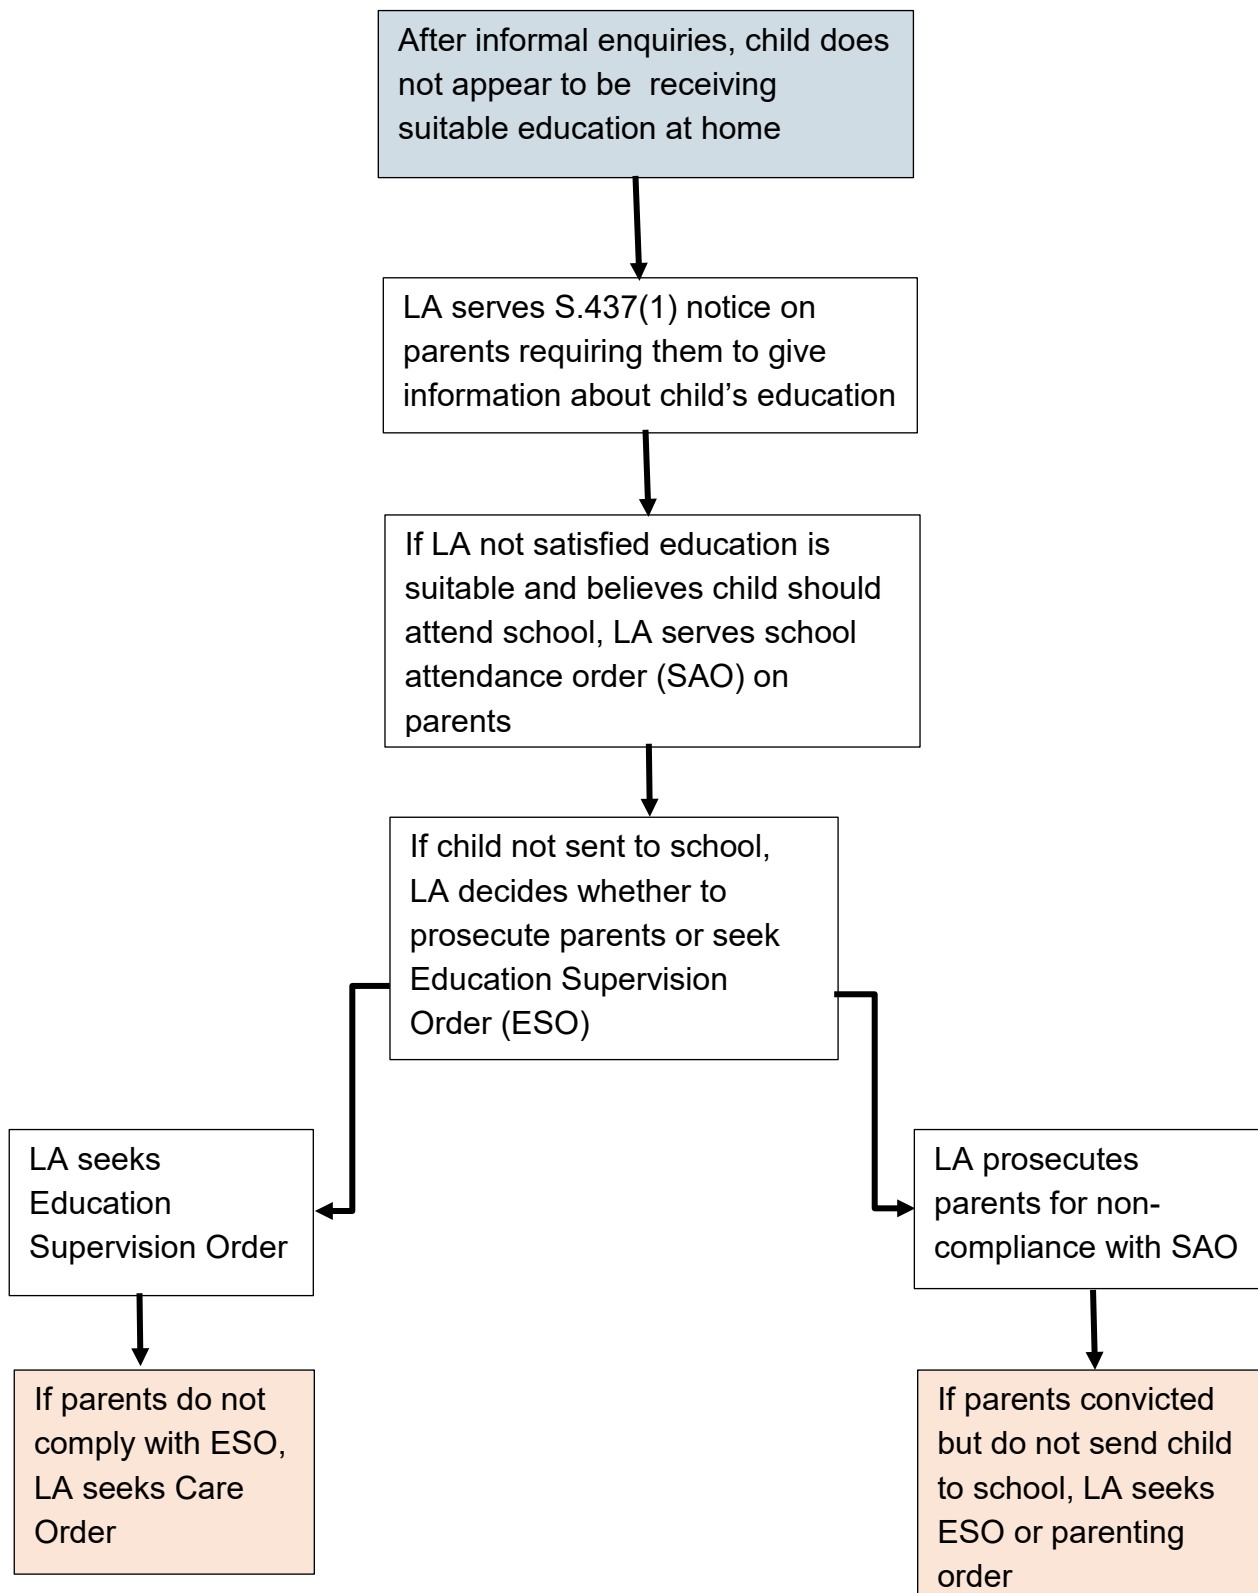 After informal enquiries, child does
not appear to be  receiving
suitable education at home
LA serves S.437(1) notice on
parents requiring them to give
information about child’s education
If LA not satisfied education is
suitable and believes child should
attend school, LA serves school
attendance order (SAO) on
parents
If child not sent to school,
LA decides whether to
prosecute parents or seek
Education Supervision
Order (ESO)
LA seeks
Education
Supervision Order
LA prosecutes
parents for non-
compliance with SAO
If parents do not
comply with ESO,
LA seeks Care
Order
If parents convicted
but do not send child
to school, LA seeks
ESO or parenting
order